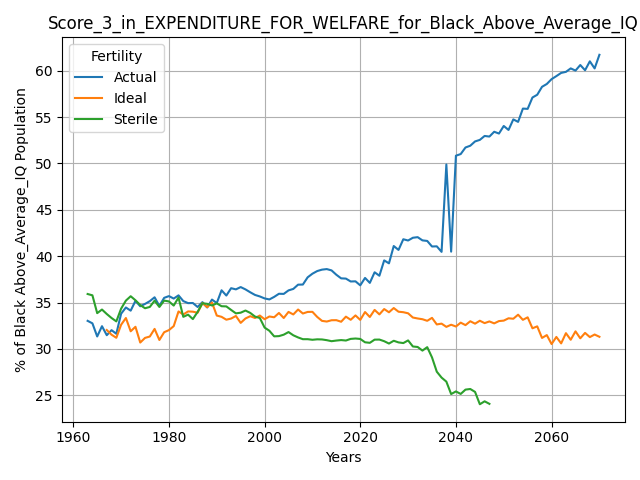 Score_3_in_EXPENDITURE_FOR_WELFARE_for_Black_Above_Average_IQ
Fertility
Actual
Ideal
Sterile
% of Black Above_Average_IQ Population
60
55
50
45
40
35
30
25
1960
1980
2000
2020
2040
2060
Years